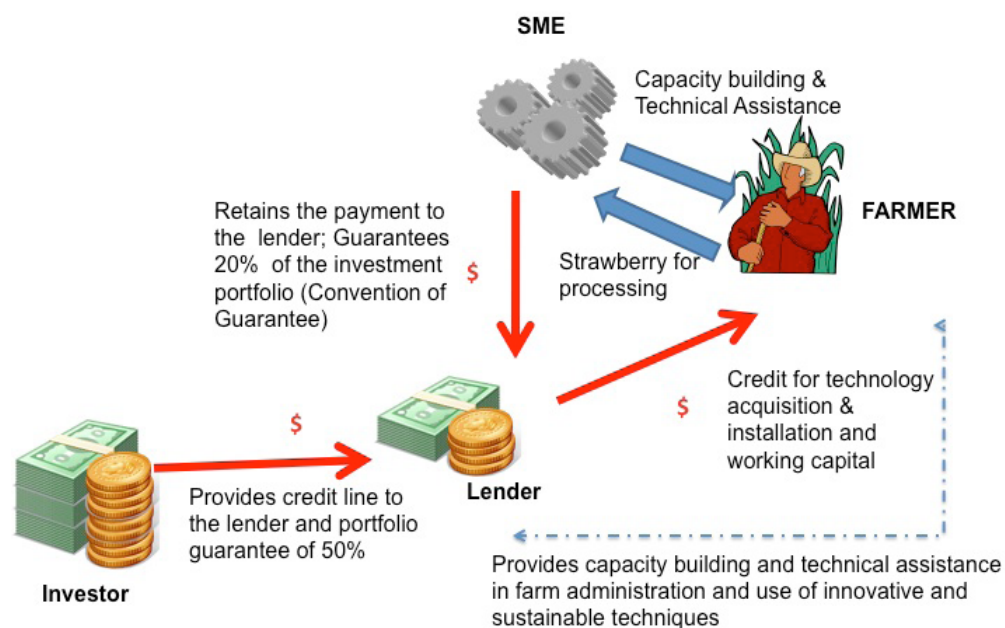 SME
Capacity building &
Technical Assistance
FARMER
Retains the payment to
the lender; Guarantees
20% of the investment
portfolio (Convention of
Guarantee)
$
Strawberry for
processing
$
Credit for technology
acquisition &
installation and
working capital
$
Provides credit line to
the lender and portfolio
guarantee of 50%
Lender
Investor
Provides capacity building and technical assistance
in farm administration and use of innovative and
sustainable techniques